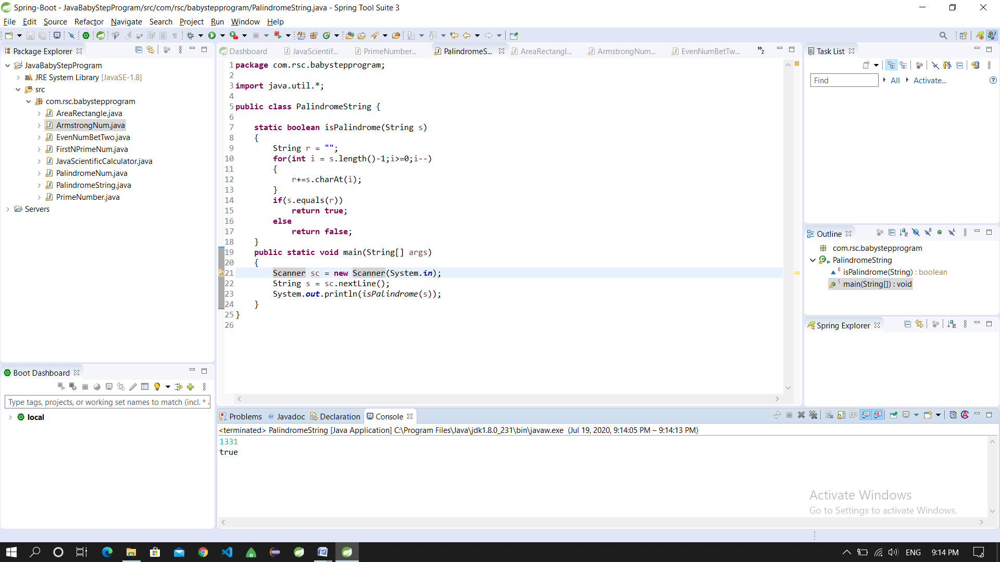 Spring-Boot - JavaBabyStepProgram/src/com/rsc/babystepprogram/PalindromeString.java - Spring Tool Suite 3
File Edit Source Refactor Navigate Search Project Run Window Help
Package Explorer
JavaBabyStepProgram
JRE System Library [JavaSE-1.8]
src
com.rsc.babystepprogram
AreaRectangle.java
ArmstrongNum.java
EvenNumBetTwo.java
FirstNPrimeNum.java
JavaScientificCalculator.java
PalindromeNum.java
PalindromeString.java
PrimeNumber.java
Servers
Boot Dashboard
Type tags, projects, or working set names to match (incl. *
local
Dashboard JavaScientif... PrimeNumber... PalindromeS... AreaRectangl... ArmstrongNum... EvenNumBetTw... »2
1 package com.rsc.babystepprogram;
2
3 import java.util.*;
4
5 public class PalindromeString {
6
7 static boolean isPalindrome(String s)
8 {
9 String r = "";
10 for(int i = s.length()-1;i>=0;i--)
11 {
12 r+=s.charAt(i);
13 }
14 if(s.equals(r))
15 return true;
16 else
17 return false;
18 }
19 public static void main(String[] args)
20 {
21 Scanner sc = new Scanner(System.in);
22 String s = sc.nextLine();
23 System.out.println(isPalindrome(s));
24 }
25 }
26
Problems Javadoc Declaration Console
<terminated> PalindromeString [Java Application] C:\Program Files\Java\jdk1.8.0_231\bin\javaw.exe (Jul 19, 2020, 9:14:05 PM – 9:14:13 PM)
1331
true
Task List
Find All Activate...
Outline
com.rsc.babystepprogram
PalindromeString
isPalindrome(String) : boolean
main(String[]) : void
Spring Explorer
Activate Windows
Go to Settings to activate Windows.
ENG 9:14 PM